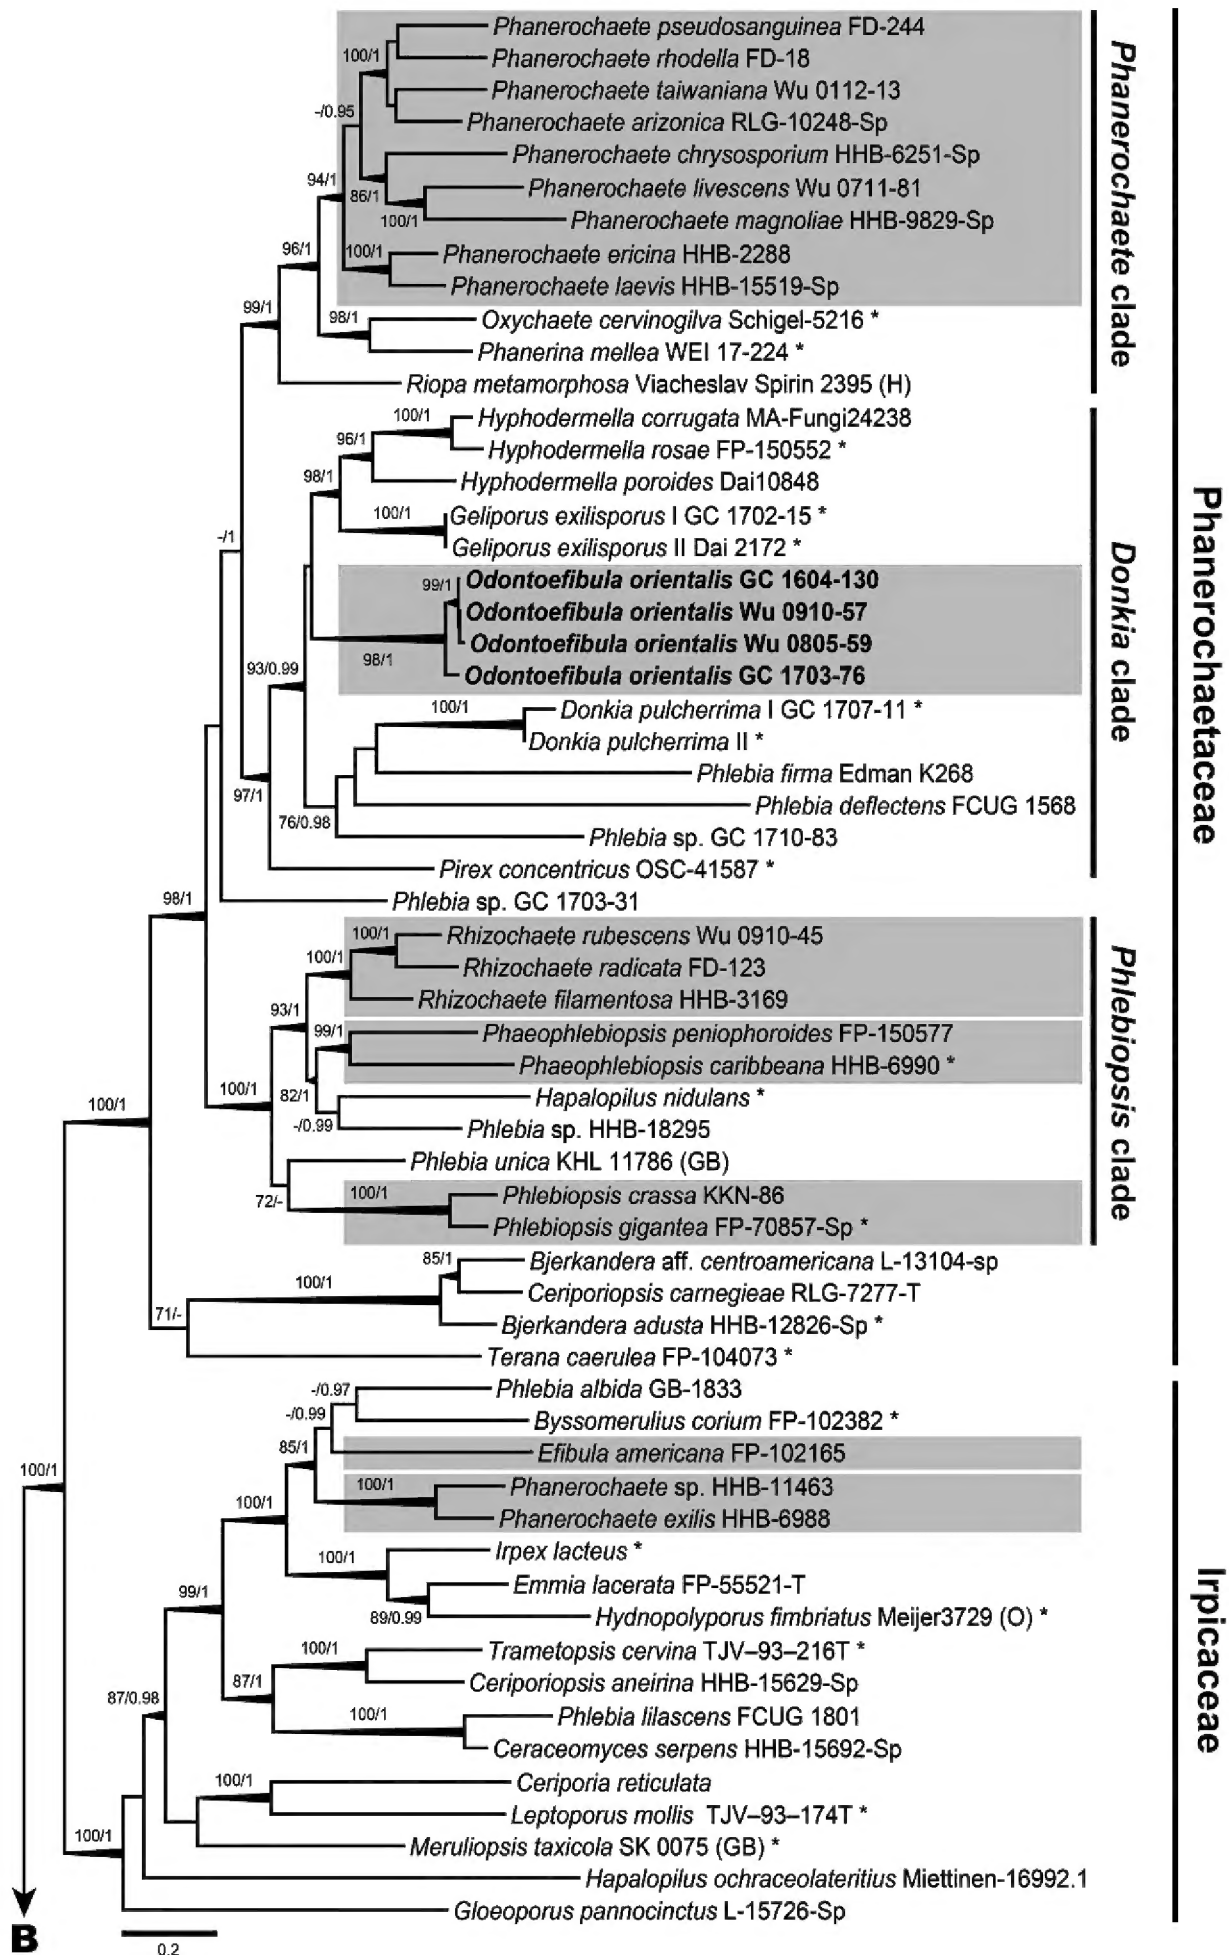 Phanerochaete pseudosanguinea FD-244
100/1
Phanerochaete rhodella FD-18
Phanerochaete taiwaniana Wu 0112-13
-/0.95
Phanerochaete arizonica RLG-10248-Sp
Phanerochaete chrysosporium HHB-6251-Sp
94/1
86/1
Phanerochaete livescens Wu 0711-81
100/1
Phanerochaete magnoliae HHB-9829-Sp
96/1
100/1
Phanerochaete ericina HHB-2288
Phanerochaete laevis HHB-15519-Sp
99/1
98/1
Oxychaete cervinogilva Schigel-5216 *
Phanerina mellea WEI 17-224 *
Riopa metamorphosa Viacheslav Spirin 2395 (H)
Phanerochaete clade
100/1
Hyphodermella corrugata MA-Fungi24238
96/1
Hyphodermella rosae FP-150552 *
98/1
Hyphodermella poroides Dai10848
100/1
Geliporus exilisporus I GC 1702-15 *
-/1
Geliporus exilisporus II Dai 2172 *
99/1
Odontoefibula orientalis GC 1604-130
Odontoefibula orientalis Wu 0910-57
Odontoefibula orientalis Wu 0805-59
98/1
93/0.99
Odontoefibula orientalis GC 1703-76
100/1
Donkia pulcherrima I GC 1707-11 *
Donkia pulcherrima II *
Phlebia firma Edman K268
97/1
Phlebia deflectens FCUG 1568
76/0.98
Phlebia sp. GC 1710-83
Pirex concentricus OSC-41587 *
Donkia clade
98/1
Phlebia sp. GC 1703-31
100/1
Rhizochaete rubescens Wu 0910-45
100/1
Rhizochaete radicata FD-123
Rhizochaete filamentosa HHB-3169
93/1
99/1
Phaeophlebiopsis peniophoroides FP-150577
Phaeophlebiopsis caribbeana HHB-6990 *
100/1
82/1
Hapalopilus nidulans *
100/1
-/0.99
Phlebia sp. HHB-18295
Phlebia unica KHL 11786 (GB)
72/-
100/1
Phlebiopsis crassa KKN-86
Phlebiopsis gigantea FP-70857-Sp *
Phlebiopsis clade
85/1
Bjerkandera aff. centroamericana L-13104-sp
100/1
Ceriporiopsis carnegieae RLG-7277-T
71/-
Bjerkandera adusta HHB-12826-Sp *
Terana caerulea FP-104073 *
Phanerochaetaceae
-/0.97
Phlebia albida GB-1833
-/0.99
Byssomerulius corium FP-102382 *
85/1
Efibula americana FP-102165
100/1
100/1
Phanerochaete sp. HHB-11463
100/1
Phanerochaete exilis HHB-6988
Irpex lacteus *
100/1
Emmia lacerata FP-55521-T
99/1
89/0.99
Hydnopolyporus fimbriatus Meijer3729 (O) *
100/1
Trametopsis cervina TJV–93–216T *
87/1
Ceriporiopsis aneirina HHB-15629-Sp
87/0.98
100/1
Phlebia lilascens FCUG 1801
Ceraceomyces serpens HHB-15692-Sp
100/1
Ceriporia reticulata
Leptoporus mollis TJV–93–174T *
100/1
Meruliopsis taxicola SK 0075 (GB) *
Hapalopilus ochraceolateritius Miettinen-16992.1
Gloeoporus pannocinctus L-15726-Sp
Irpicaceae
B
0.2